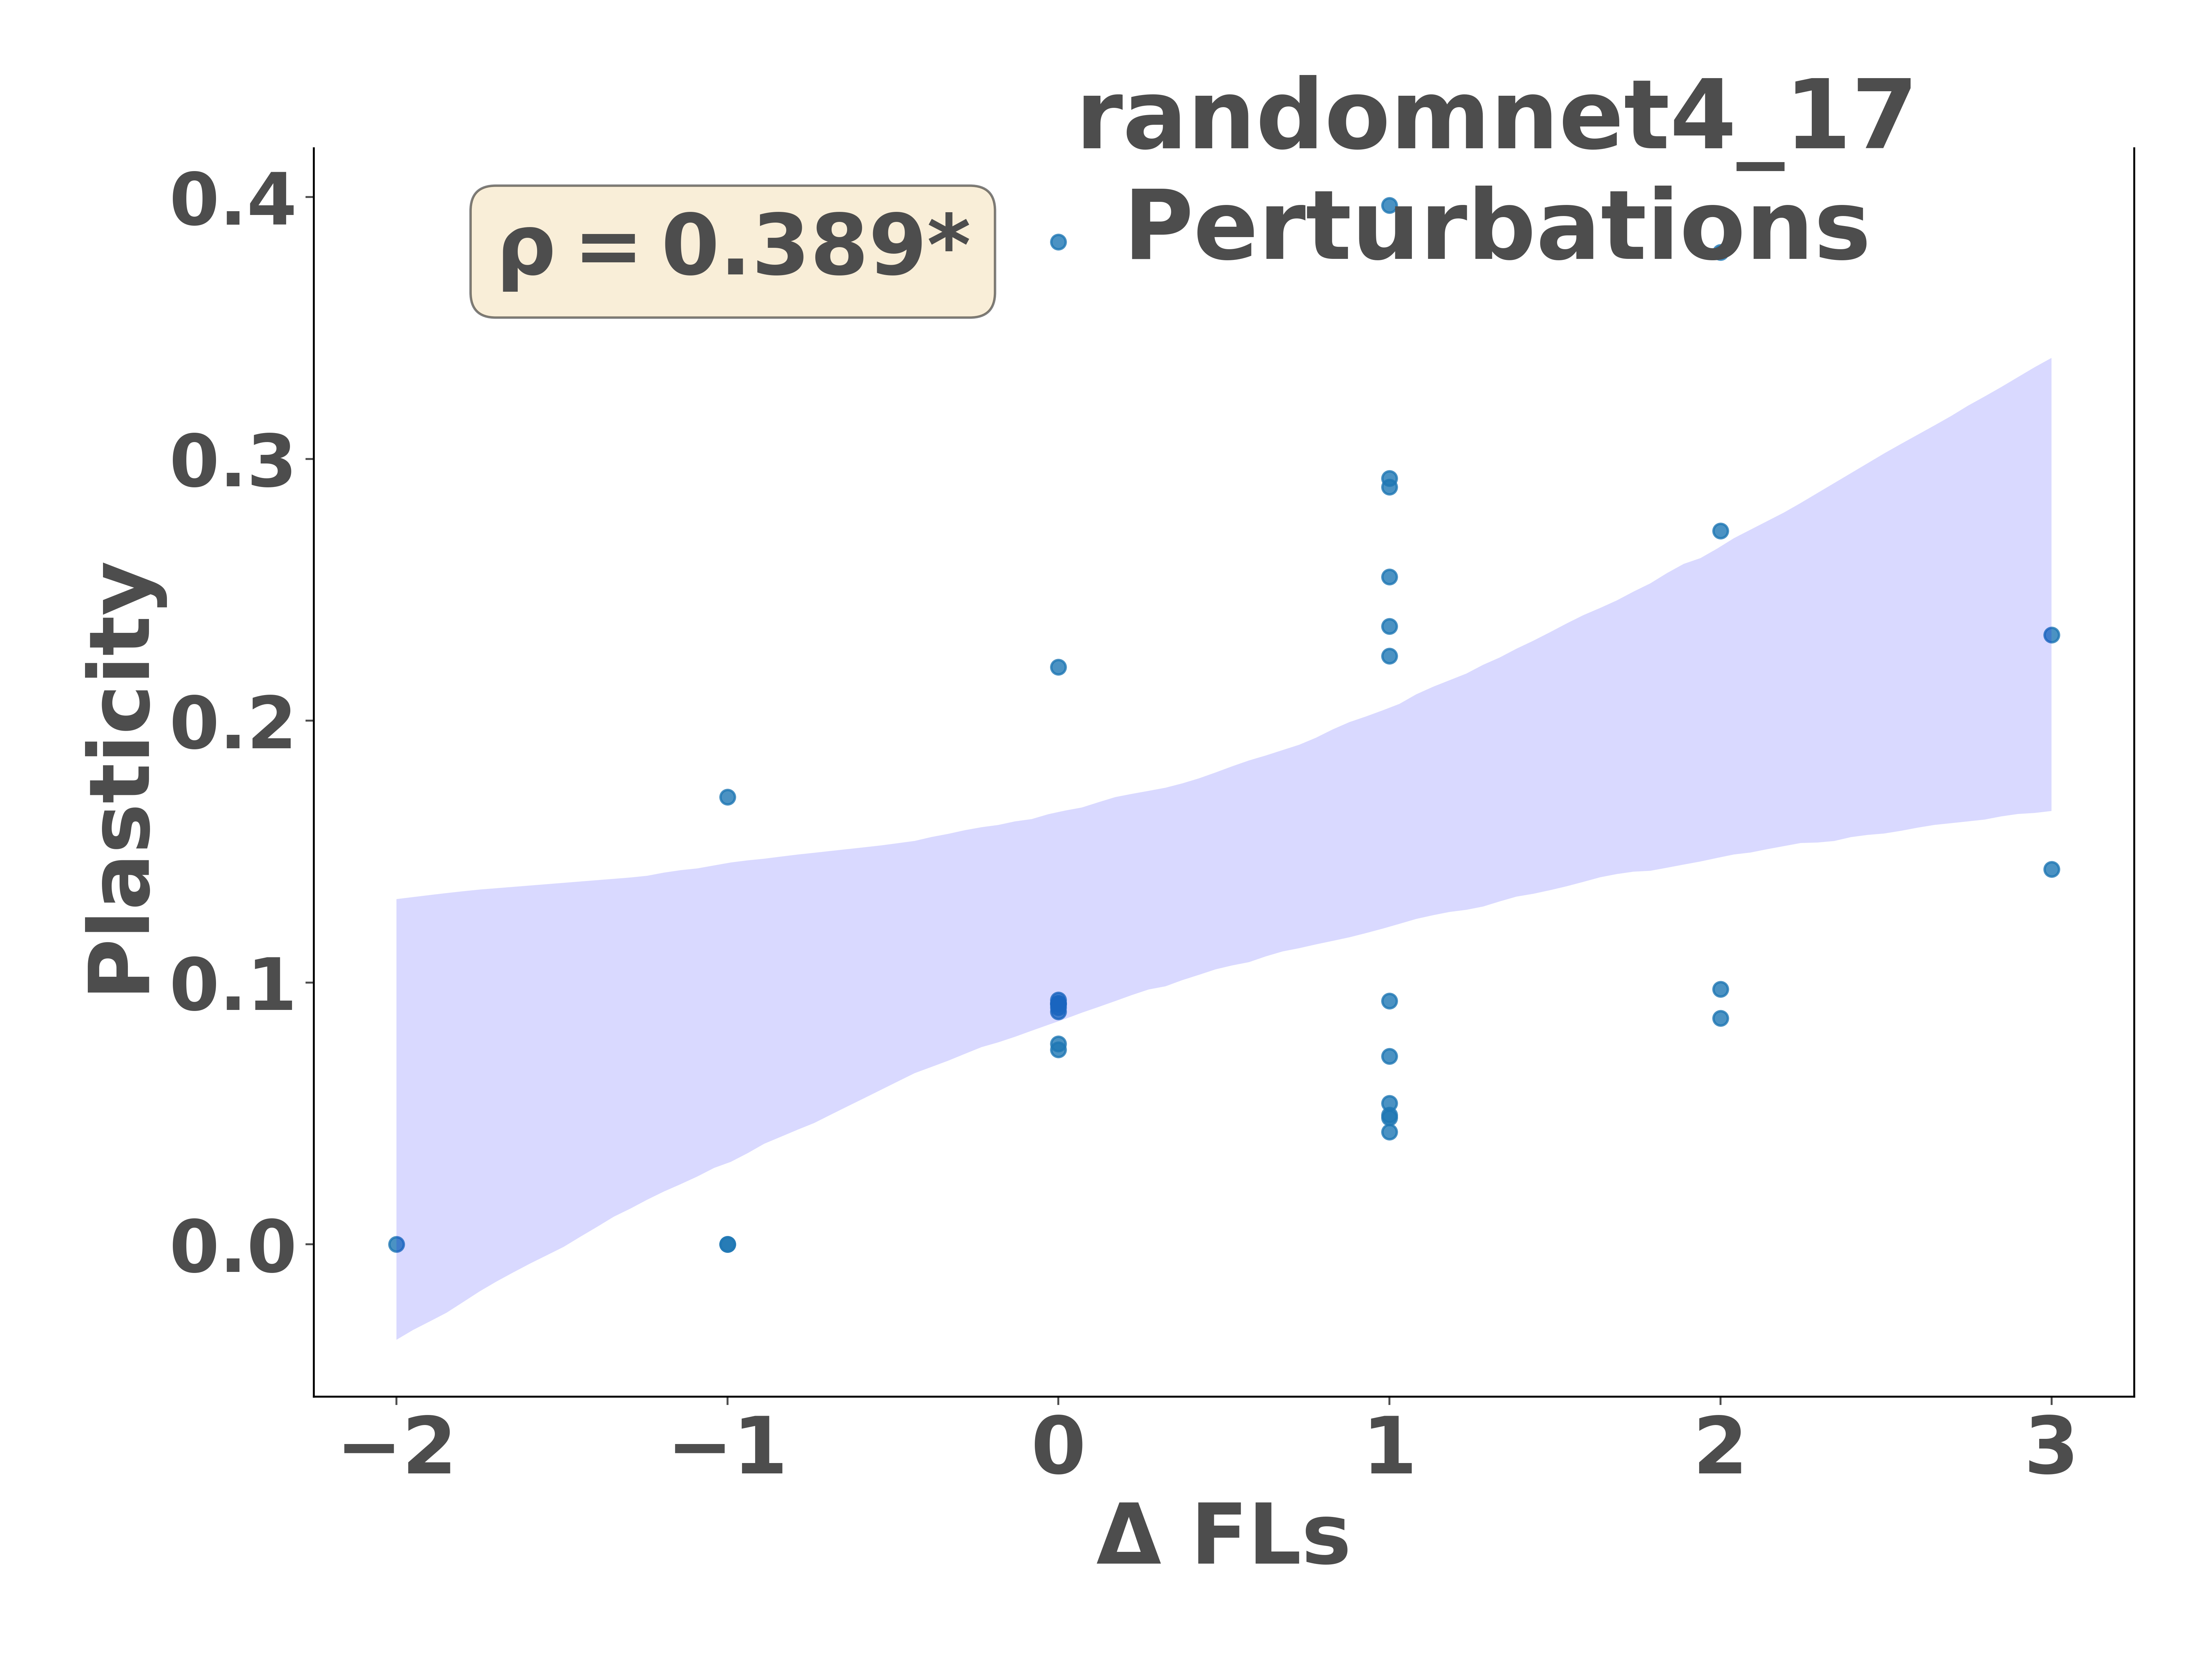 randomnet4_17
Perturbations
ρ = 0.389*
0.4
0.3
0.2
0.1
0.0
Plasticity
−2 −1 0 1 2 3
Δ FLs